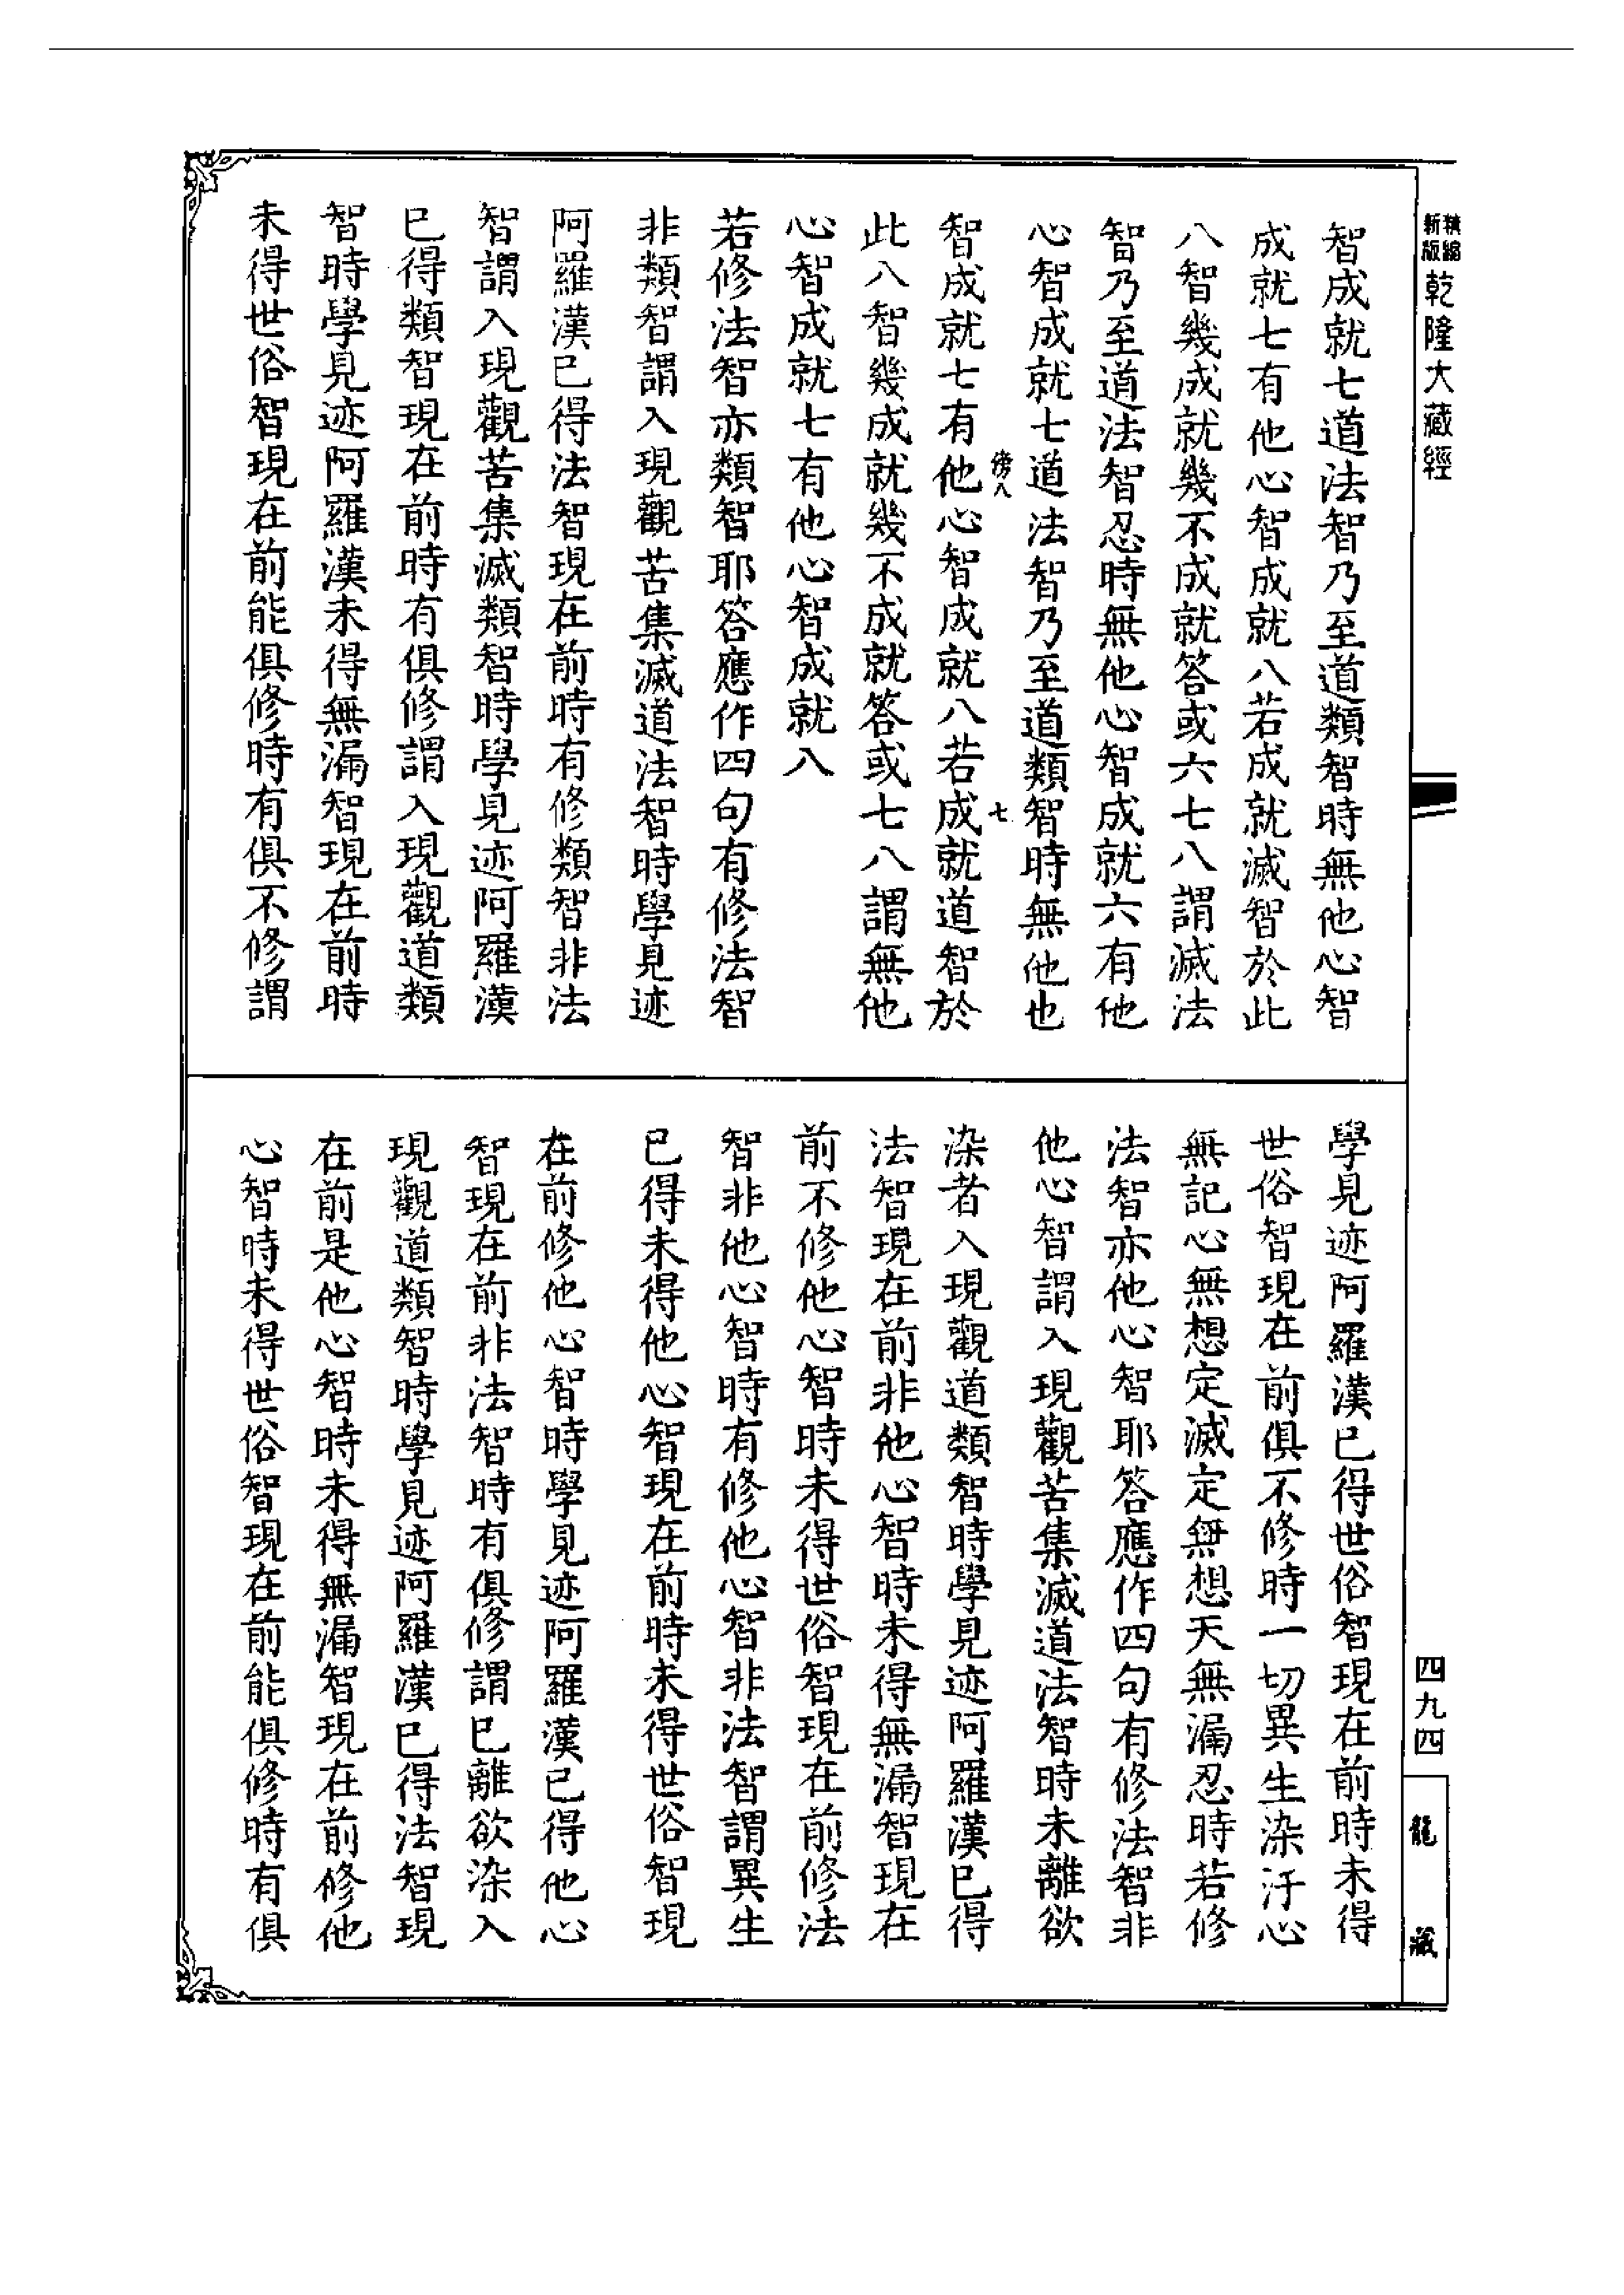 精縮新版乾隆大藏經
智成就七道法智乃至道類智時無他心智
成就七有他心智成就八若成就滅智於此
八智幾成就幾不成就答或六七八謂滅法
智乃至道法智忍時無他心智成就六有他
心智成就七道法智乃至道類智時無他也
傍八
七
智成就七有他心智成就八若成就道智於
此八智幾成就幾不成就答或七八謂無他
心智成就七有他心智成就入
若修法智亦類智耶答應作四句有修法智
非類智謂入現觀苦集滅道法智時學見迹
阿羅漢已得法智現在前時有修類智非法
智謂入現觀苦集滅類智時學見迹阿羅漢
已得類智現在前時有俱修謂入現觀道類
智時學見迹阿羅漢未得無漏智現在前時
未得世俗智現在前能俱修時有俱不修謂
學見迹阿羅漢已得世俗智現在前時未得
世俗智現在前俱不修時一切異生染汙心
無記心無想定滅定無想天無漏忍時若修
法智亦他心智耶答應作四句有修法智非
他心智謂入現觀苦集滅道法智時未離欲
染者入現觀道類智時學見迹阿羅漢已得
法智現在前非他心智時未得無漏智現在
前不修他心智時未得世俗智現在前修法
智非他心智時有修他心智非法智謂異生
已得未得他心智現在前時未得世俗智現
在前修他心智時學見迹阿羅漢已得他心
智現在前非法智時有俱修謂已離欲染入
現觀道類智時學見迹阿羅漢已得法智現
在前是他心智時未得無漏智現在前修他
心智時未得世俗智現在前能俱修時有俱
四九四
龍藏